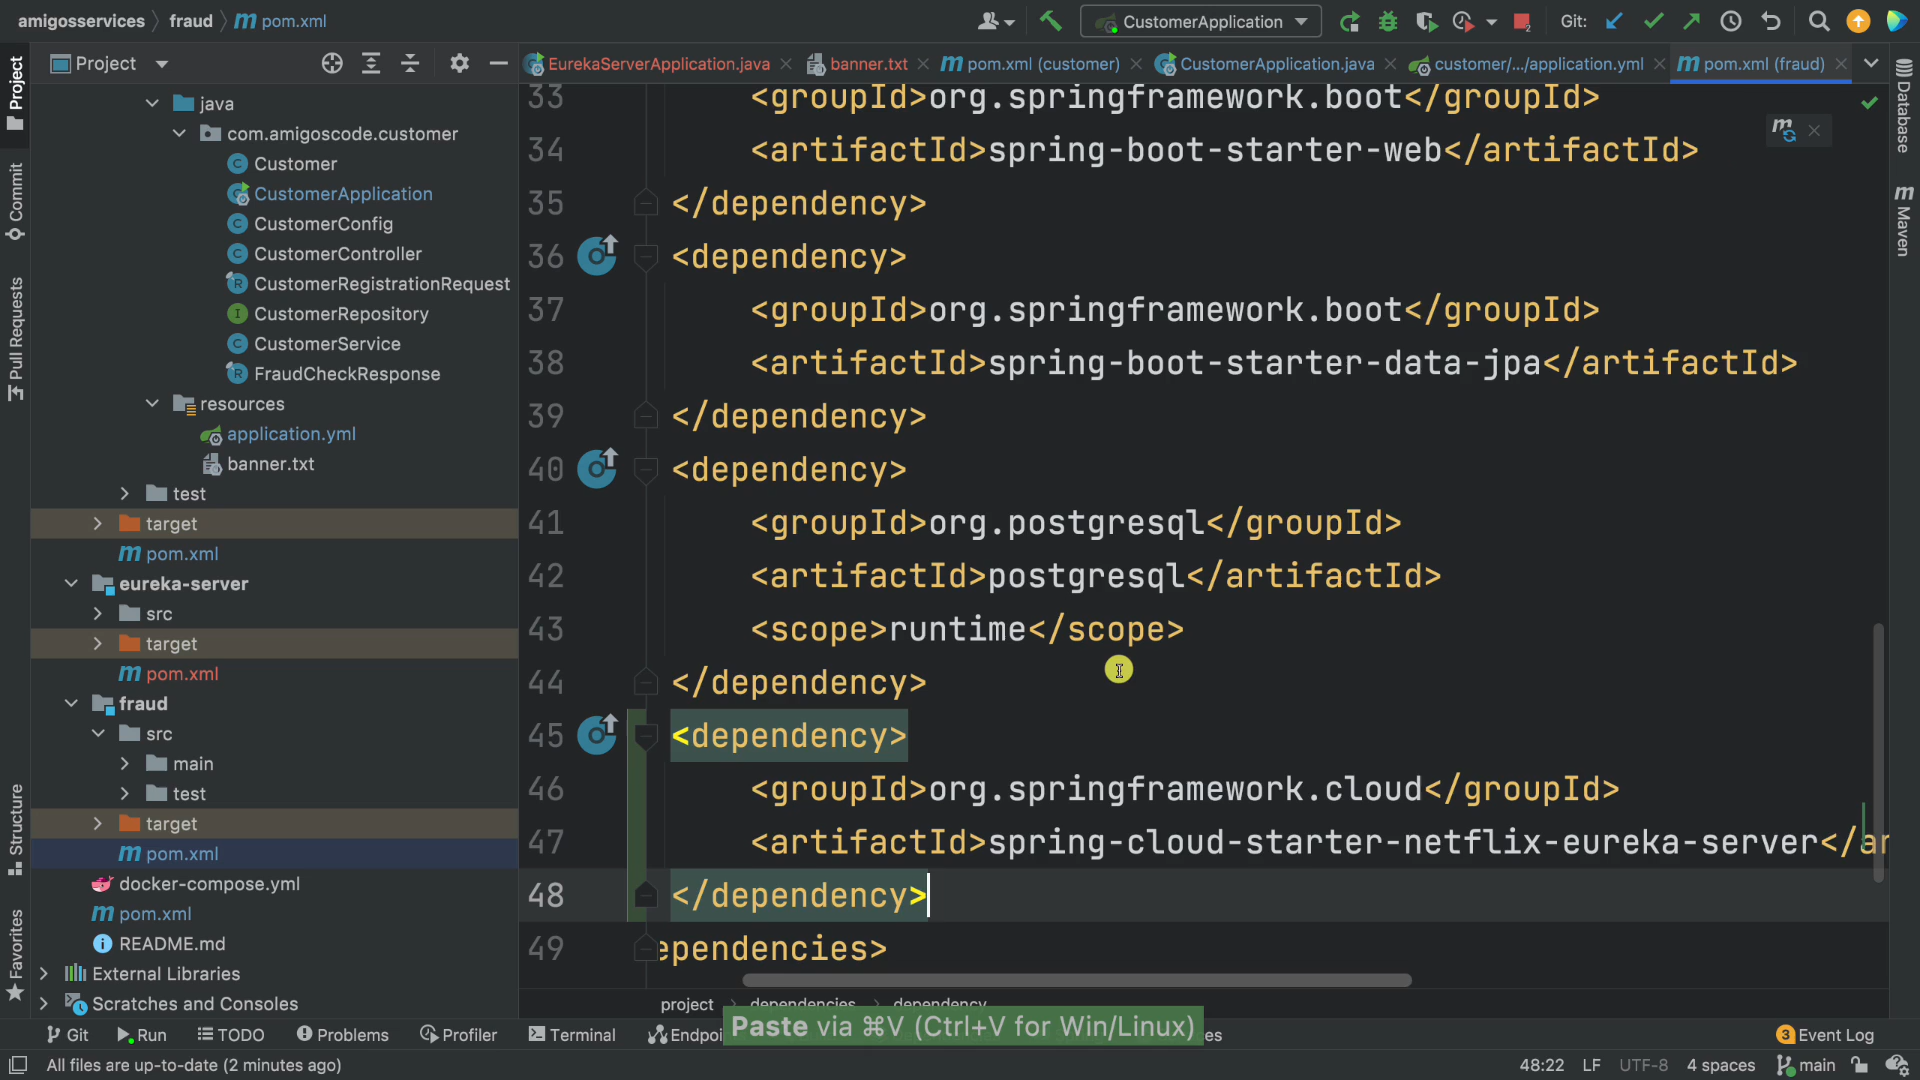 amigosservices fraud pom.xml
CustomerApplication
Git:
Project
EurekaServerApplication.java
banner.txt
pom.xml (customer)
CustomerApplication.java
customer/.../application.yml
pom.xml (fraud)
Project
Commit
Pull Requests
Structure
Favorites
java
com.amigoscode.customer
Customer
CustomerApplication
CustomerConfig
CustomerController
CustomerRegistrationRequest
CustomerRepository
CustomerService
FraudCheckResponse
resources
application.yml
banner.txt
test
target
pom.xml
eureka-server
src
target
pom.xml
fraud
src
main
test
target
pom.xml
docker-compose.yml
pom.xml
README.md
External Libraries
Scratches and Consoles
33 <groupId>org.springframework.boot</groupId>
34 <artifactId>spring-boot-starter-web</artifactId>
35 </dependency>
36 <dependency>
37 <groupId>org.springframework.boot</groupId>
38 <artifactId>spring-boot-starter-data-jpa</artifactId>
39 </dependency>
40 <dependency>
41 <groupId>org.postgresql</groupId>
42 <artifactId>postgresql</artifactId>
43 <scope>runtime</scope>
44 </dependency>
45 <dependency>
46 <groupId>org.springframework.cloud</groupId>
47 <artifactId>spring-cloud-starter-netflix-eureka-server</ar
48 </dependency>
49 ependencies>
Database
Maven
project dependencies dependency
Paste via ⌘V (Ctrl+V for Win/Linux)
Git
Run
TODO
Problems
Profiler
Terminal
Endpoi
es
3 Event Log
All files are up-to-date (2 minutes ago)
48:22 LF UTF-8 4 spaces main